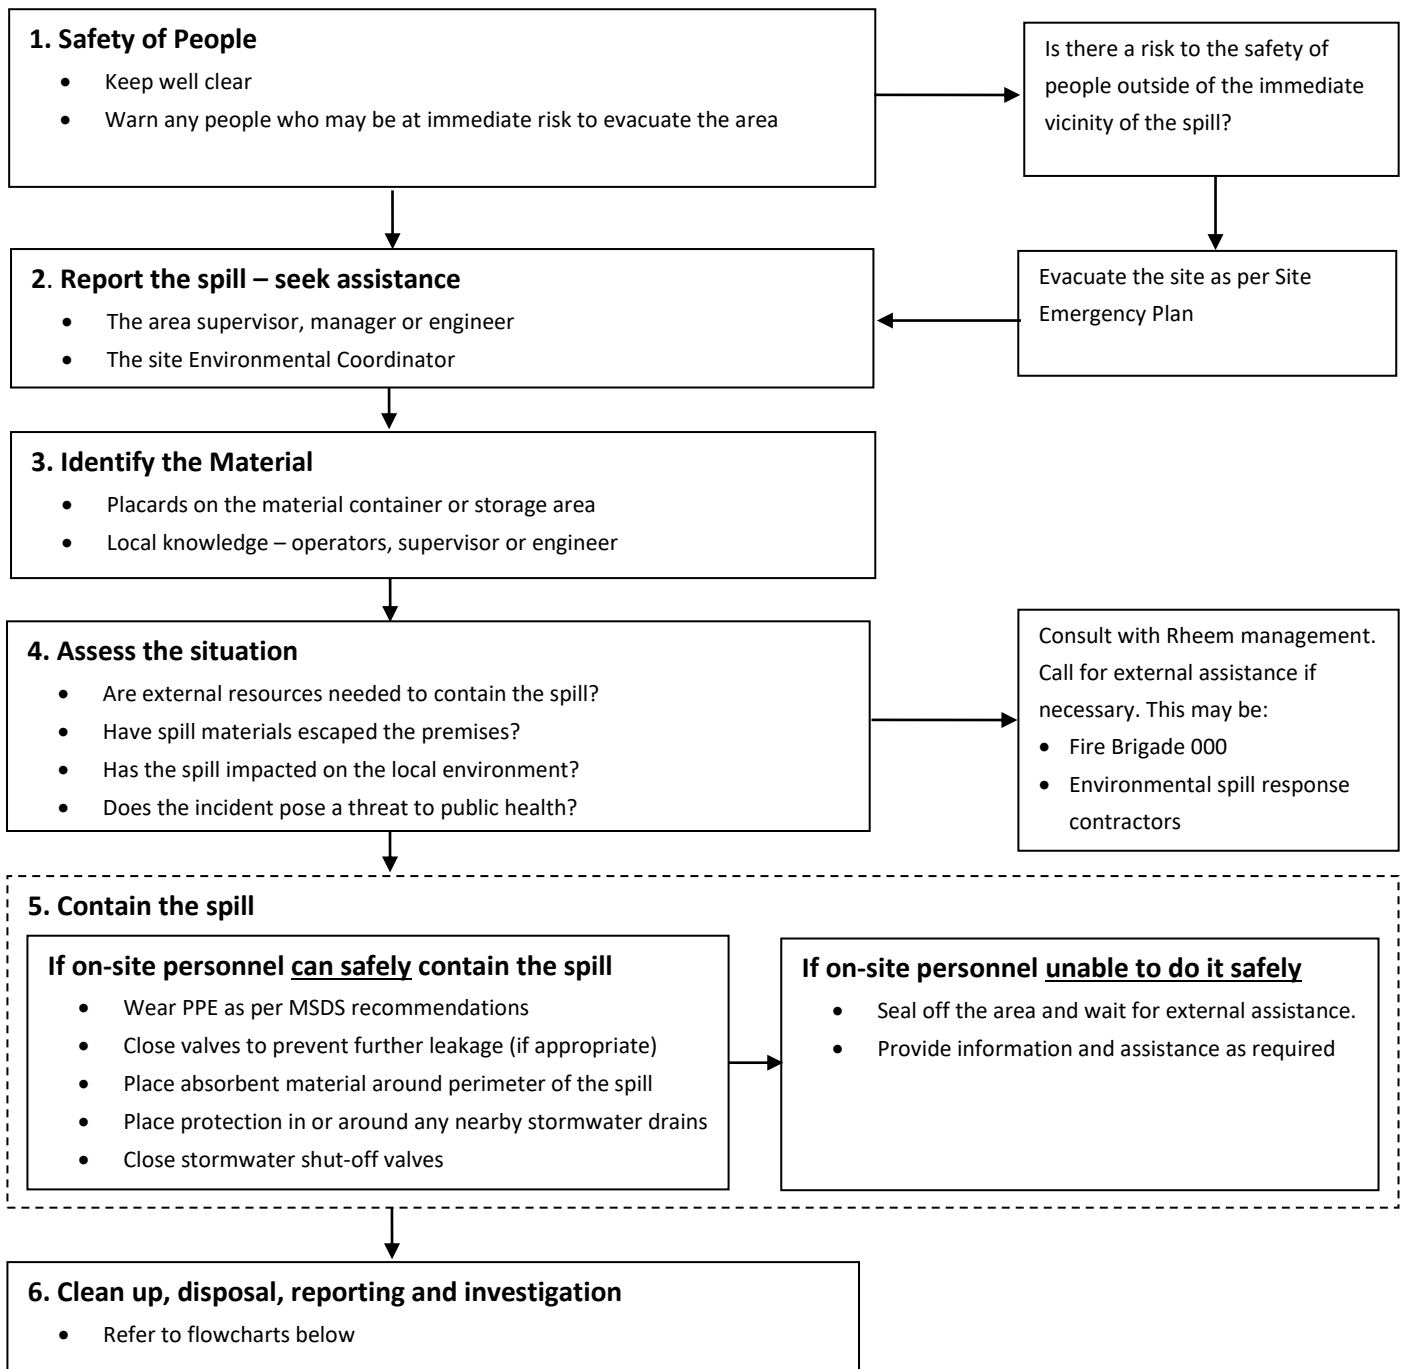 1. Safety of People
• Keep well clear
• Warn any people who may be at immediate risk to evacuate the area
Is there a risk to the safety of
people outside of the immediate
vicinity of the spill?
2. Report the spill – seek assistance
• The area supervisor, manager or engineer
• The site Environmental Coordinator
Evacuate the site as per Site
Emergency Plan
3. Identify the Material
• Placards on the material container or storage area
• Local knowledge – operators, supervisor or engineer
4. Assess the situation
• Are external resources needed to contain the spill?
• Have spill materials escaped the premises?
• Has the spill impacted on the local environment?
• Does the incident pose a threat to public health?
Consult with Rheem management.
Call for external assistance if
necessary. This may be:
• Fire Brigade 000
• Environmental spill response
contractors
5. Contain the spill
If on-site personnel can safely contain the spill
• Wear PPE as per MSDS recommendations
• Close valves to prevent further leakage (if appropriate)
• Place absorbent material around perimeter of the spill
• Place protection in or around any nearby stormwater drains
• Close stormwater shut-off valves
If on-site personnel unable to do it safely
• Seal off the area and wait for external assistance.
• Provide information and assistance as required
6. Clean up, disposal, reporting and investigation
• Refer to flowcharts below